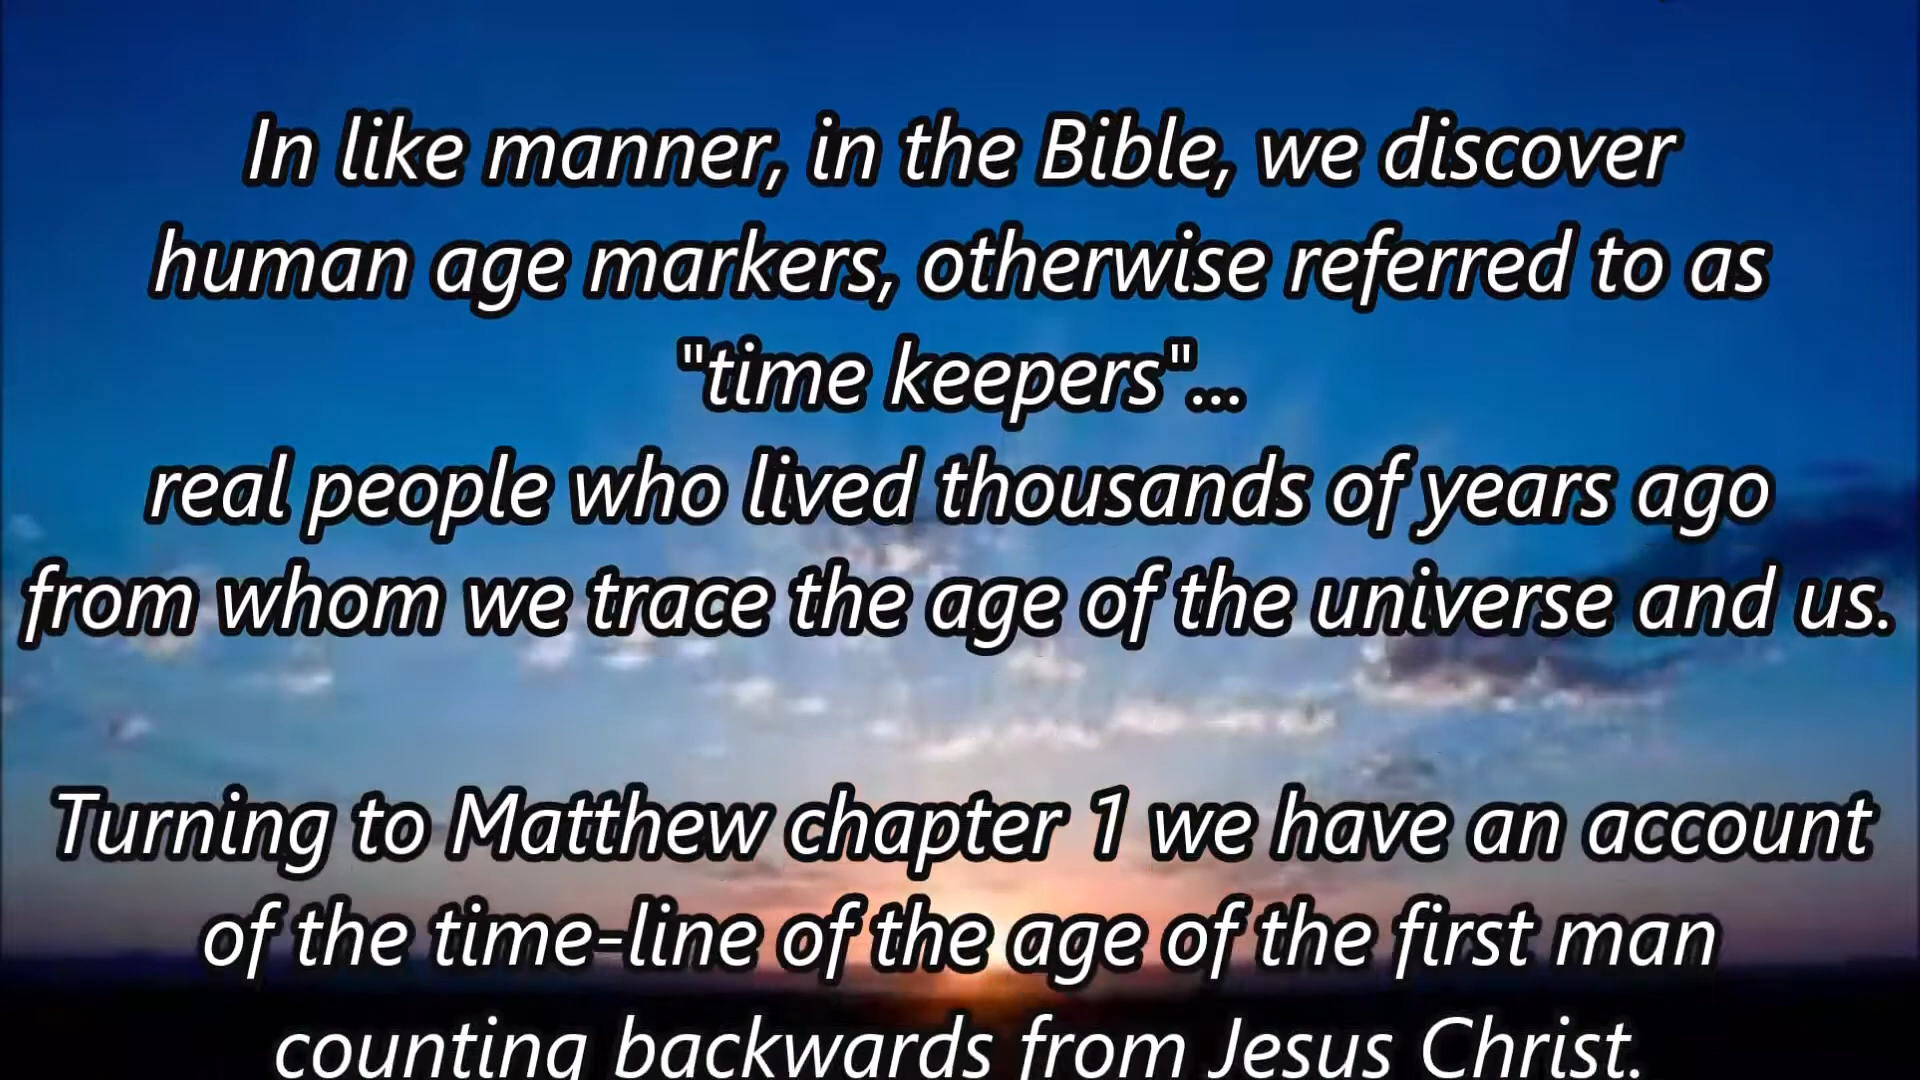 In like manner, in the Bible, we discover
human age markers, otherwise referred to as
"time keepers"...
real people who lived thousands of years ago
from whom we trace the age of the universe and us.
Turning to Matthew chapter 1 we have an account
of the time-line of the age of the first man
counting backwards from Jesus Christ.